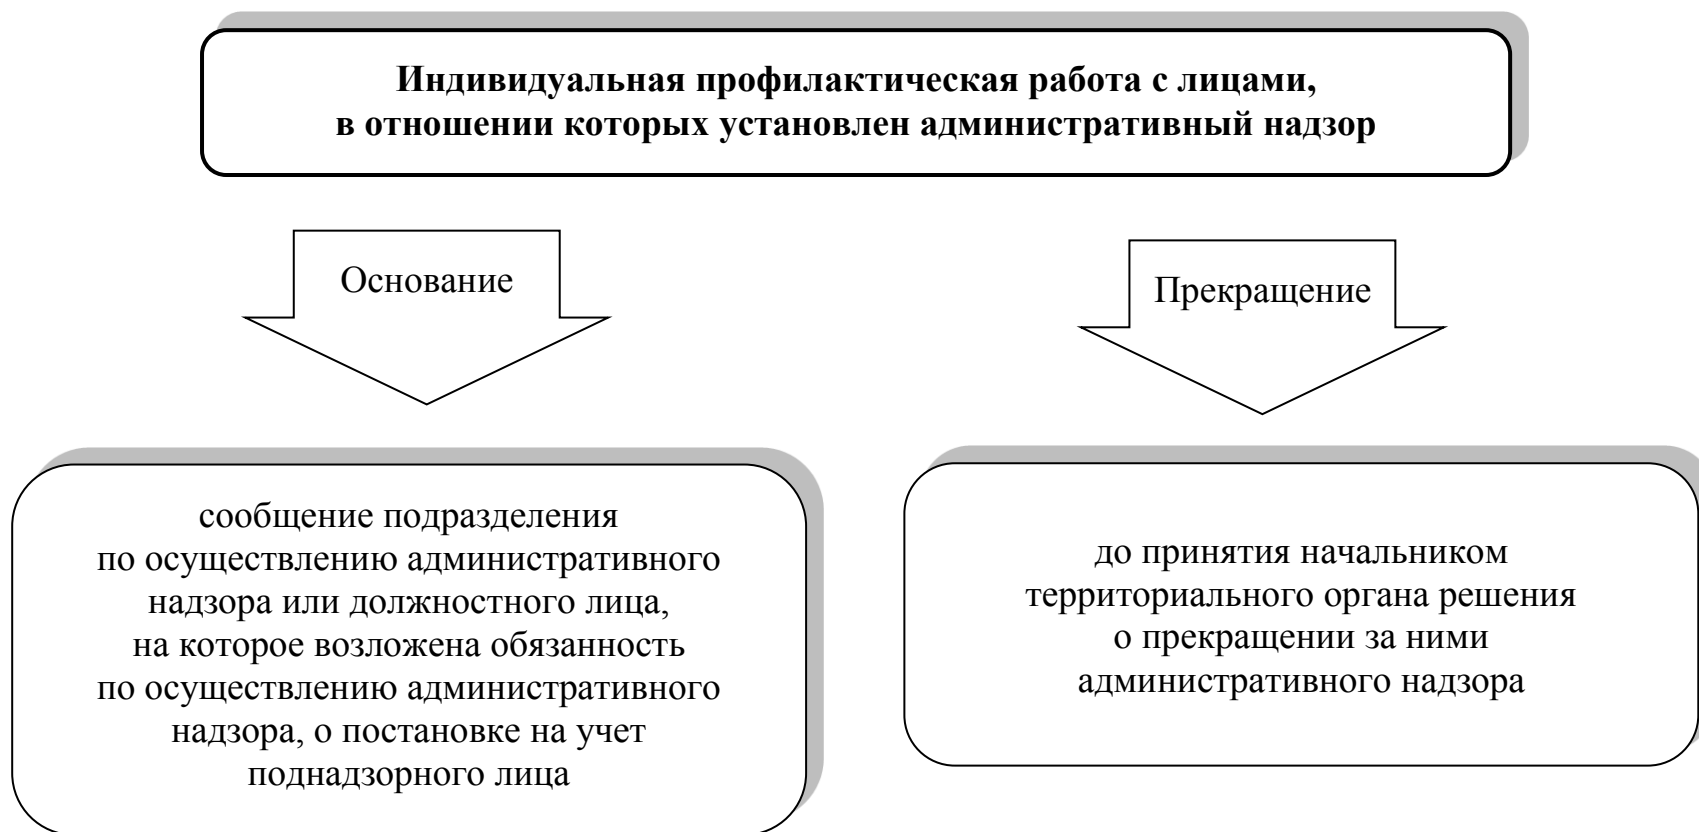 Индивидуальная профилактическая работа с лицами,
в отношении которых установлен административный надзор
Основание
Прекращение
сообщение подразделения
по осуществлению административного
надзора или должностного лица,
на которое возложена обязанность
по осуществлению административного
надзора, о постановке на учет
поднадзорного лица
до принятия начальником
территориального органа решения
о прекращении за ними
административного надзора